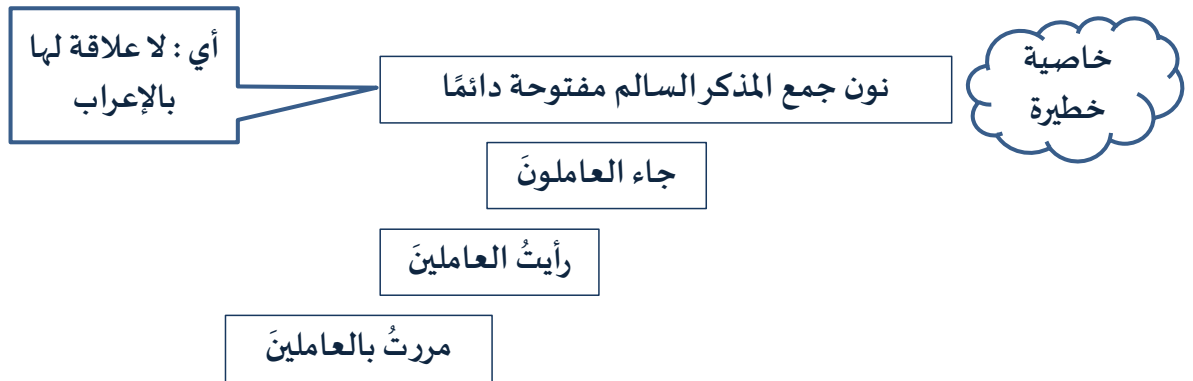 خاصية
خطيرة
نون جمع المذكر السالم مفتوحة دائمًا
أي : لا علاقة لها
بالإعراب
جاء العاملونَ
رأيتُ العاملينَ
مررتُ بالعاملينَ